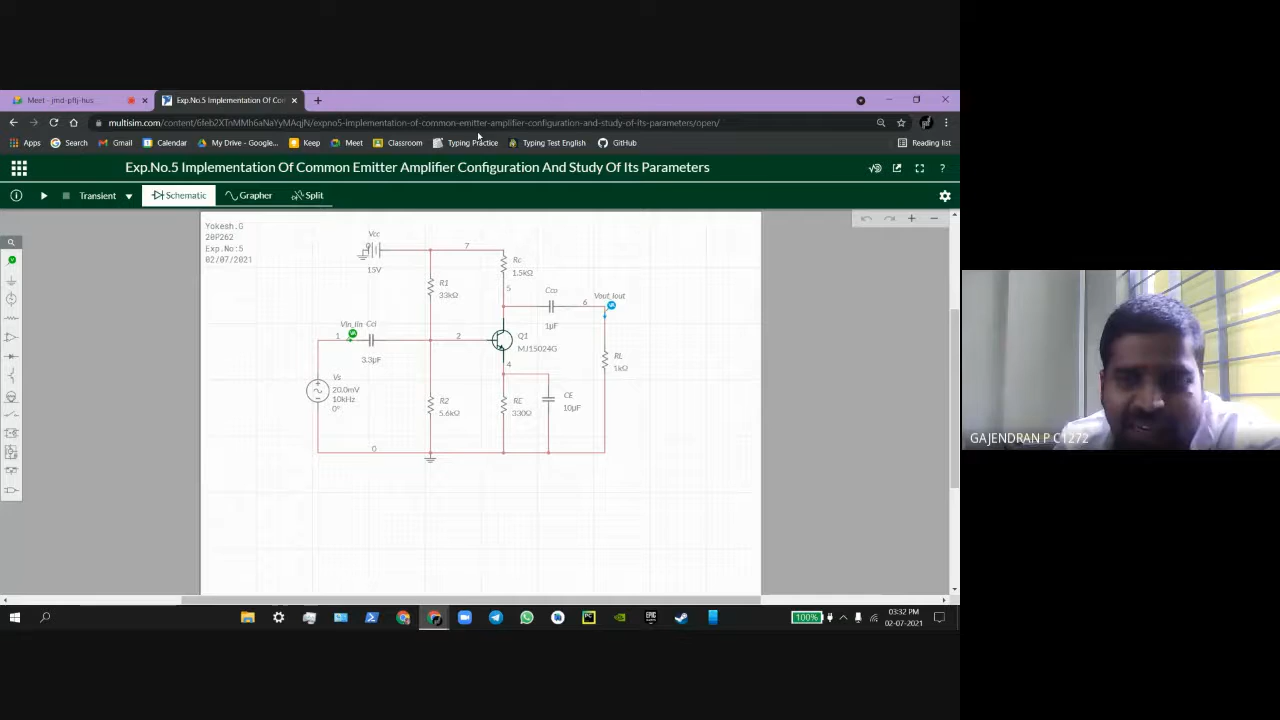 Meet - jmd-pftj-hus
Exp.No.5 Implementation Of Con
multisim.com/content/6feb2XTnMMh6aNaYyMAqjN/expno5-implementation-of-common-emitter-amplifier-configuration-and-study-of-its-parameters/open/
Apps
Search
Gmail
Calendar
My Drive - Google...
Keep
Meet
Classroom
Typing Practice
Typing Test English
GitHub
Reading list
Exp.No.5 Implementation Of Common Emitter Amplifier Configuration And Study Of Its Parameters
Transient
Schematic
Grapher
Split
Yokesh.G
20P262
Exp.No:5
02/07/2021
Vcc
0
15V
7
Rc
1.5kΩ
R1
33kΩ
5
Cco
6
Vout_Iout
1µF
Vin_Iin
Cci
1
2
3.3pF
Q1
MJ15024G
RL
1kΩ
4
Vs
20.0mV
10kHz
0°
R2
5.6kΩ
RE
330Ω
CE
10µF
0
GAJENDRAN P C1272
100%
03:32 PM
02-07-2021